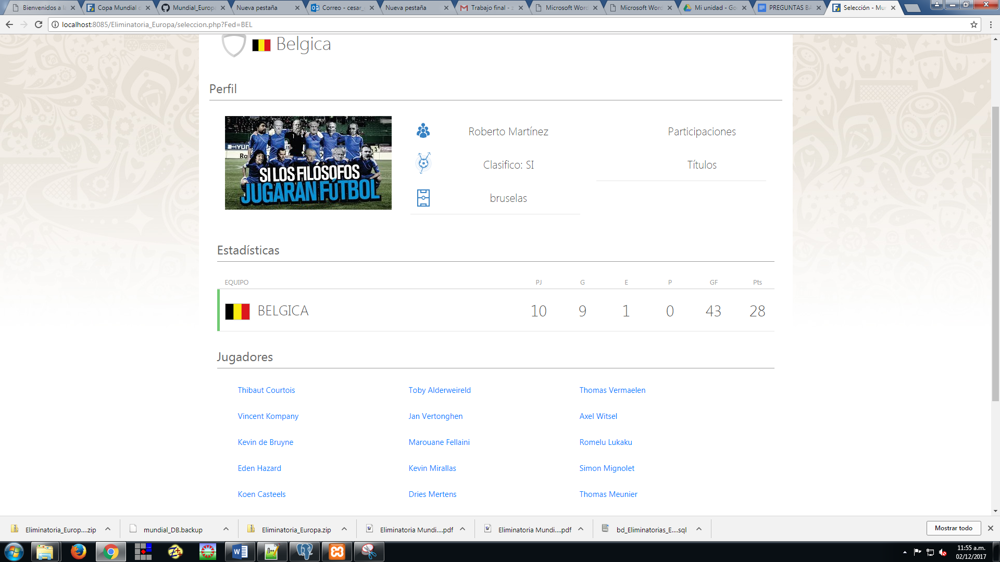 Bienvenidos a la
Copa Mundial d
Mundial_Europa
Nueva pestaña
Correo - cesar_
Nueva pestaña
Trabajo final - z
Microsoft Word
Microsoft Word
Mi unidad - Go
PREGUNTAS BA
Selección - Mun
localhost:8085/Eliminatoria_Europa/seleccion.php?Fed=BEL
Belgica
Perfil
SI LOS FILÓSOFOS
JUGARAN FÚTBOL
Roberto Martínez
Participaciones
Clasifico: SI
Títulos
bruselas
Estadísticas
EQUIPO PJ G E P GF Pts
BELGICA 10 9 1 0 43 28
Jugadores
Thibaut Courtois Toby Alderweireld Thomas Vermaelen
Vincent Kompany Jan Vertonghen Axel Witsel
Kevin de Bruyne Marouane Fellaini Romelu Lukaku
Eden Hazard Kevin Mirallas Simon Mignolet
Koen Casteels Dries Mertens Thomas Meunier
Eliminatoria_Europ....zip
mundial_DB.backup
Eliminatoria_Europa.zip
Eliminatoria Mundi....pdf
Eliminatoria Mundi....pdf
bd_Eliminatorias_E....sql
Mostrar todo
11:55 a.m.
02/12/2017